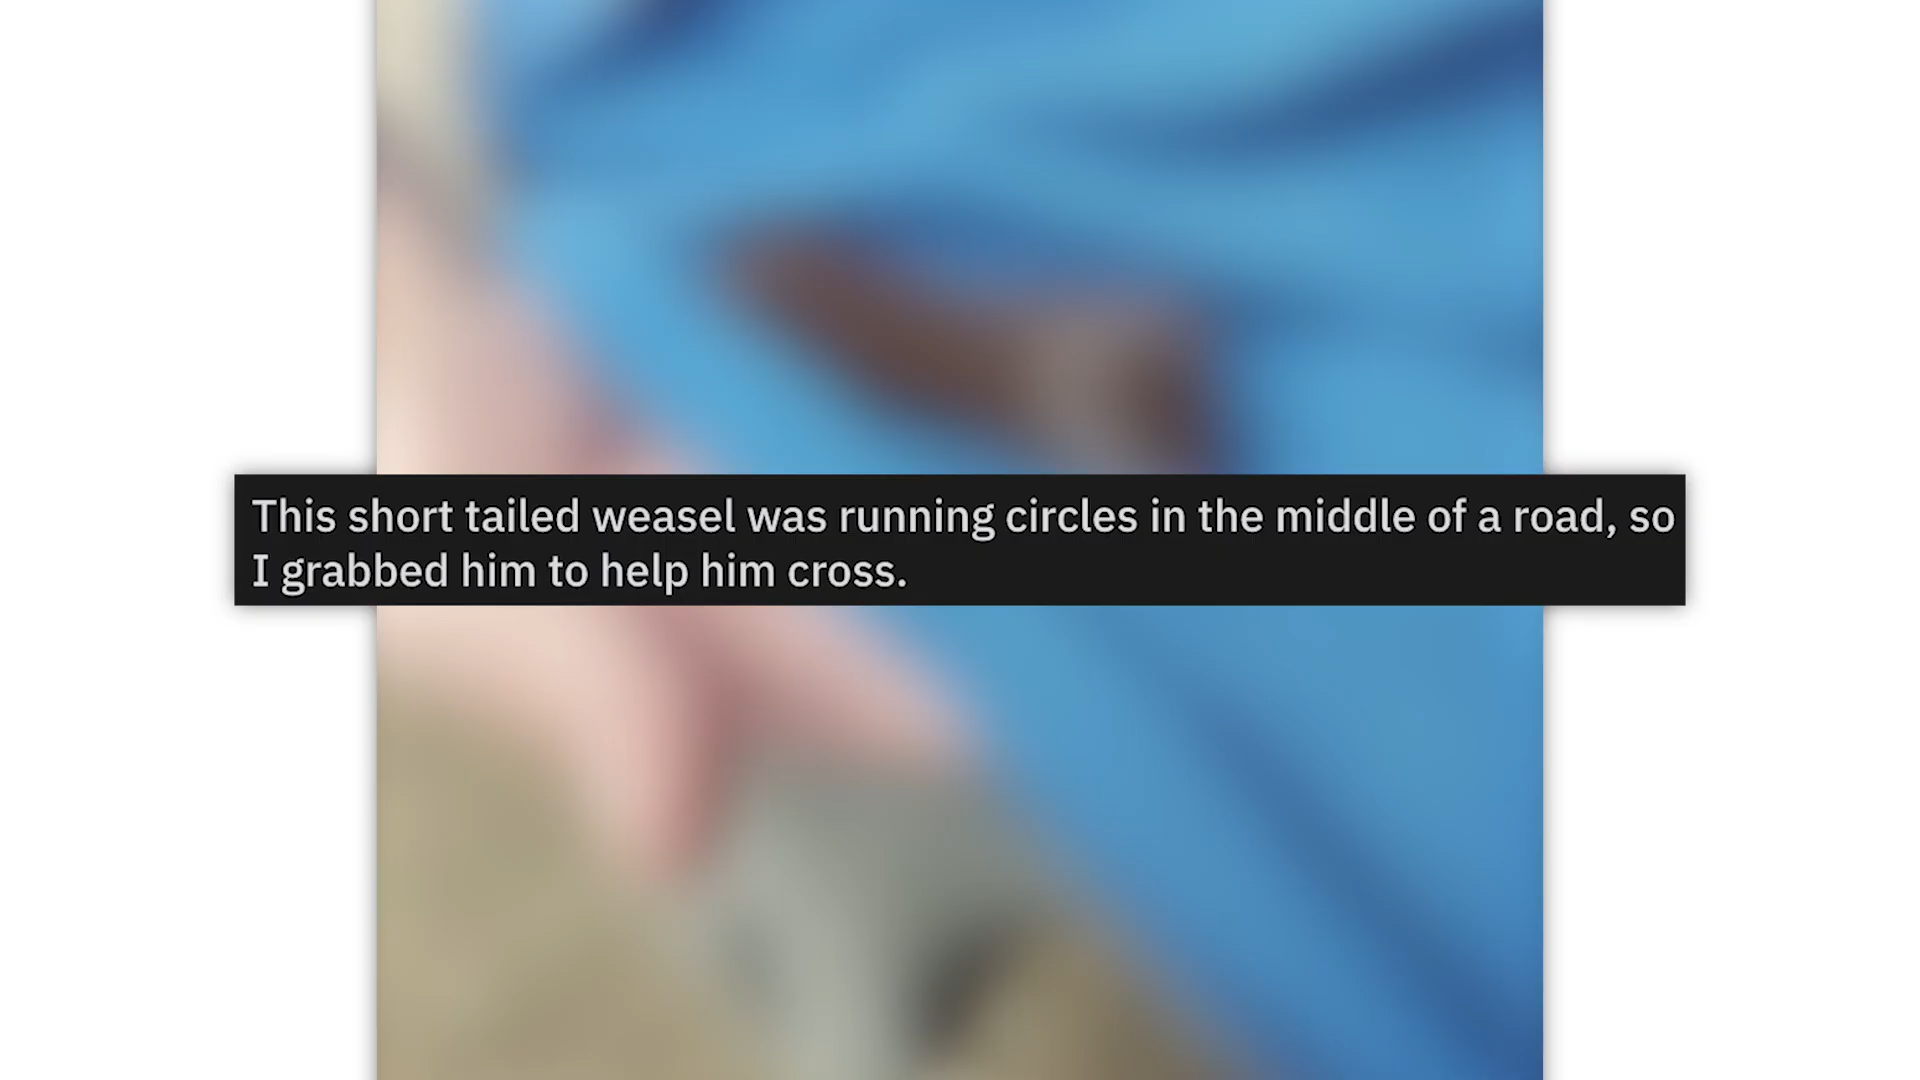 This short tailed weasel was running circles in the middle of a road, so
I grabbed him to help him cross.